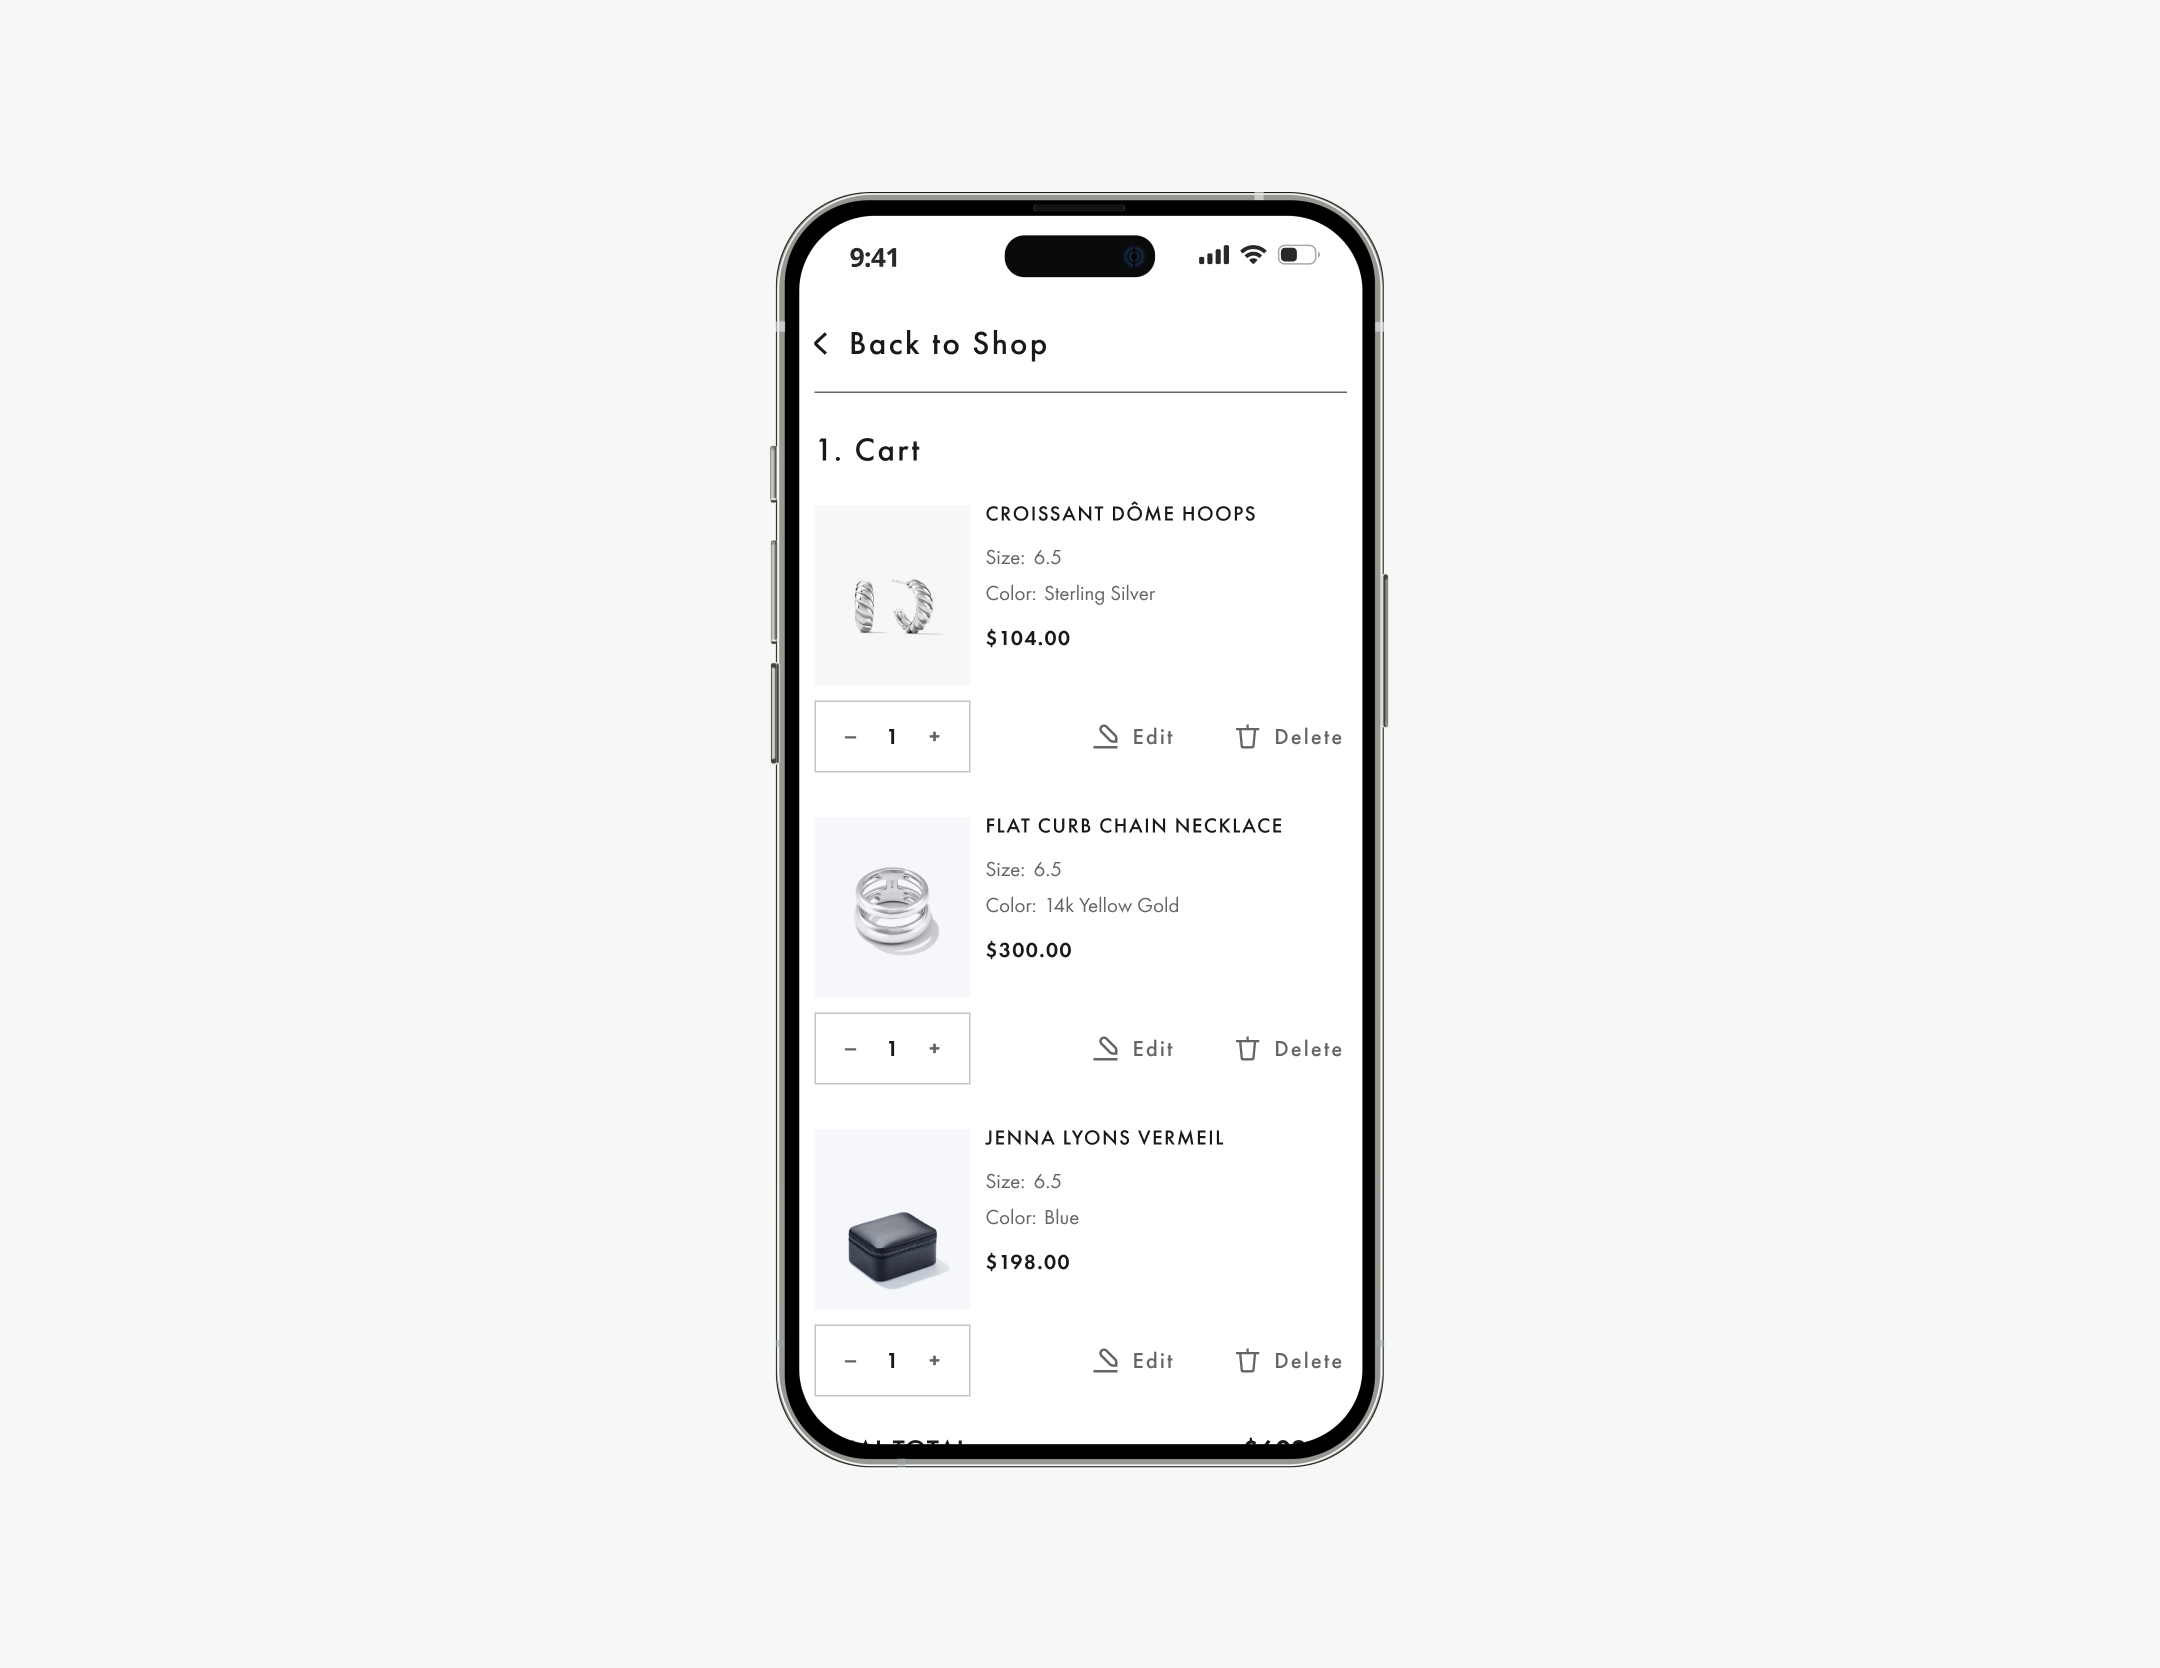 9:41
Back to Shop
1. Cart
CROISSANT DÔME HOOPS
Size: 6.5
Color: Sterling Silver
$104.00
– 1 +
Edit
Delete
FLAT CURB CHAIN NECKLACE
Size: 6.5
Color: 14k Yellow Gold
$300.00
– 1 +
Edit
Delete
JENNA LYONS VERMEIL
Size: 6.5
Color: Blue
$198.00
– 1 +
Edit
Delete